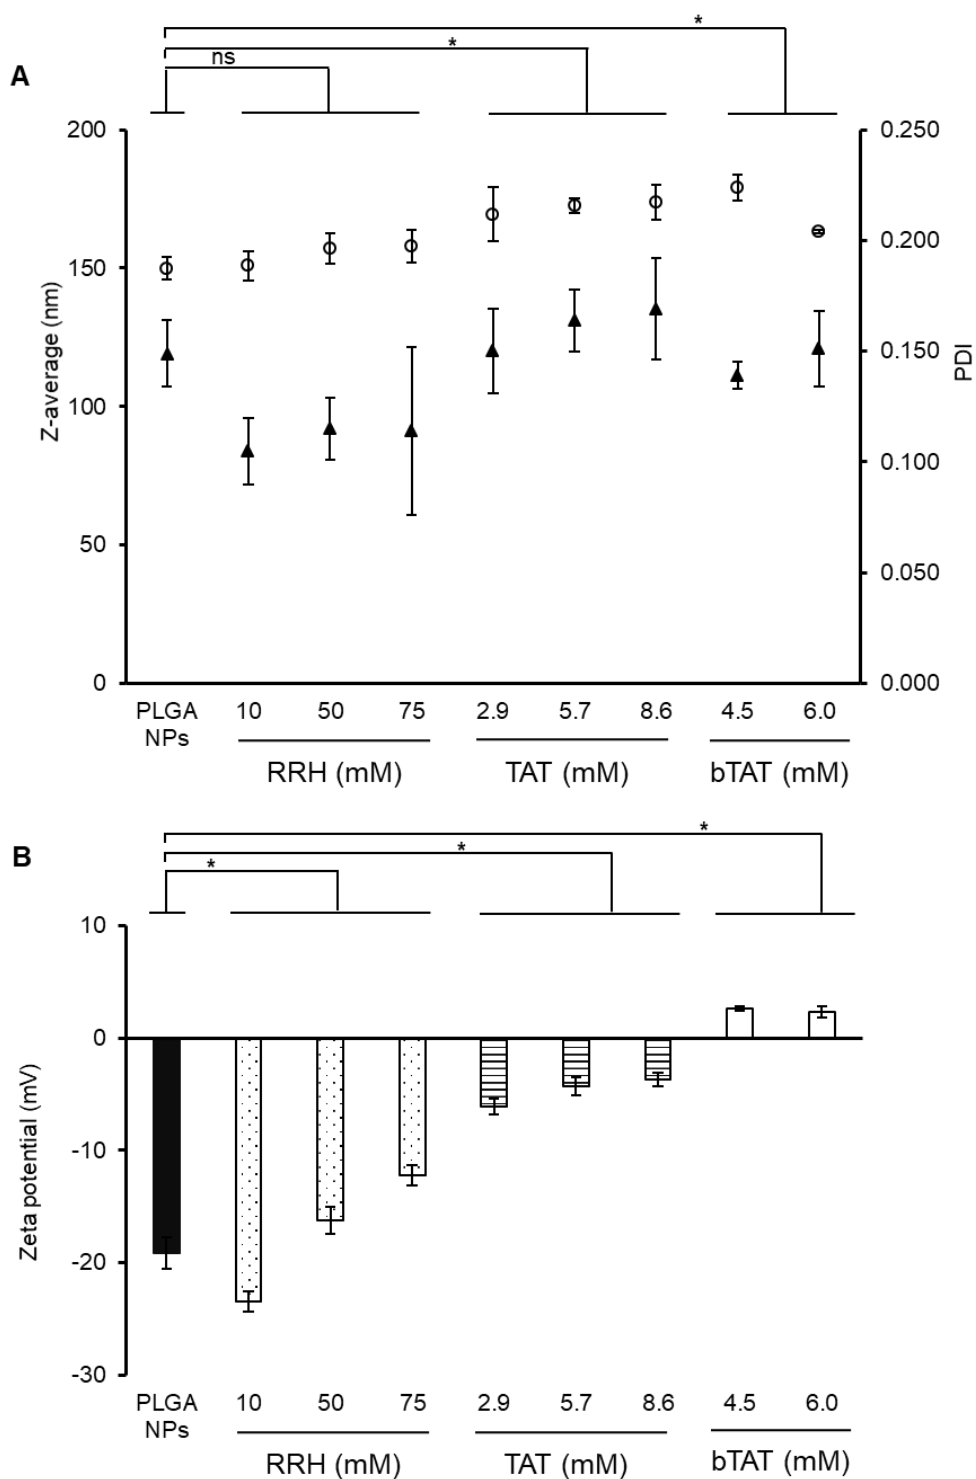 *
*
ns
A
200
0.250
150
0.200
0.150
100
0.100
50
0.050
0
0.000
Z-average (nm)
PDI
PLGA NPs
10
50
75
2.9
5.7
8.6
4.5
6.0
RRH (mM)
TAT (mM)
bTAT (mM)
*
*
*
B
10
0
-10
-20
-30
Zeta potential (mV)
PLGA NPs
10
50
75
2.9
5.7
8.6
4.5
6.0
RRH (mM)
TAT (mM)
bTAT (mM)